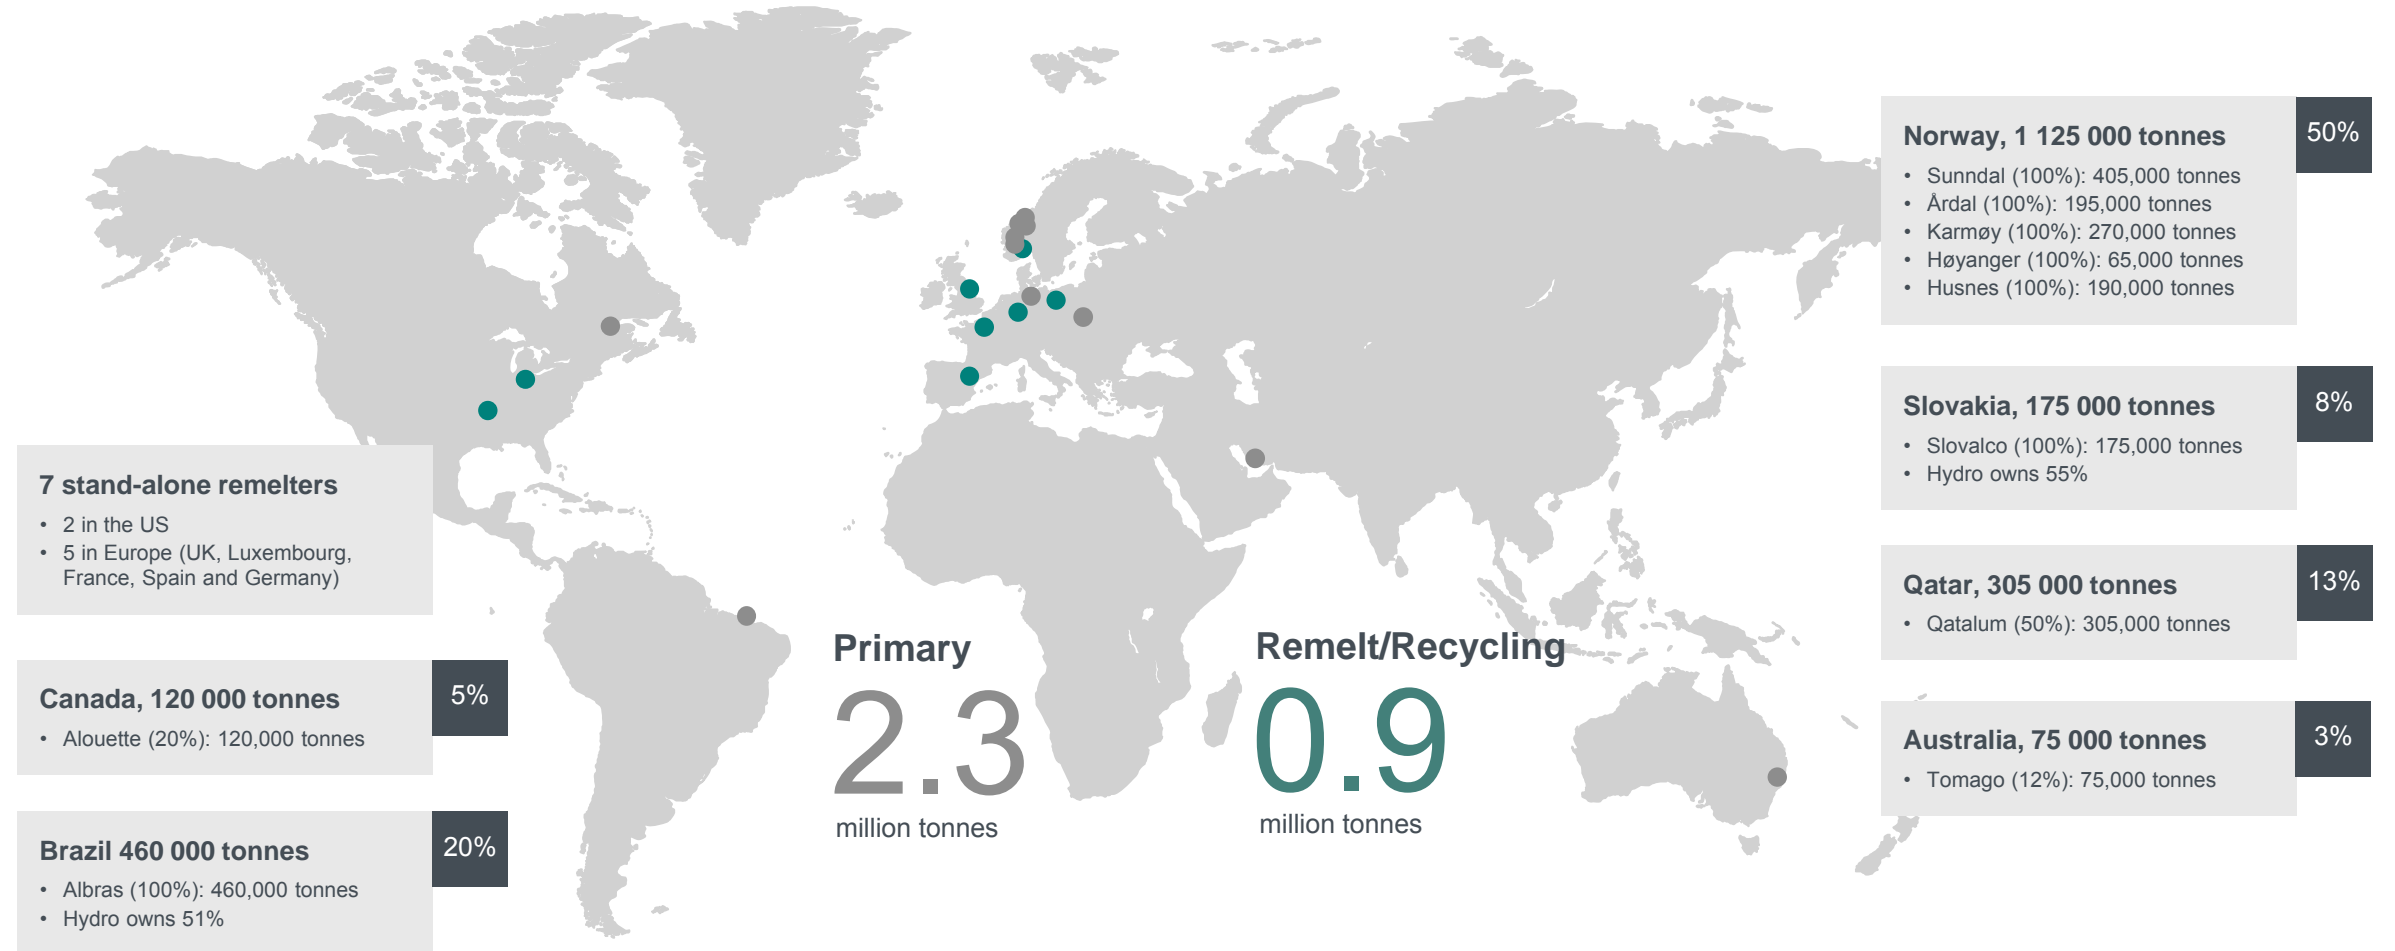 7 stand-alone remelters
• 2 in the US
• 5 in Europe (UK, Luxembourg,
France, Spain and Germany)
Canada, 120 000 tonnes
5%
• Alouette (20%): 120,000 tonnes
Brazil 460 000 tonnes
20%
• Albras (100%): 460,000 tonnes
• Hydro owns 51%
Primary
2.3
million tonnes
Remelt/Recycling
0.9
million tonnes
Norway, 1 125 000 tonnes
50%
• Sunndal (100%): 405,000 tonnes
• Årdal (100%): 195,000 tonnes
• Karmøy (100%): 270,000 tonnes
• Høyanger (100%): 65,000 tonnes
• Husnes (100%): 190,000 tonnes
Slovakia, 175 000 tonnes
8%
• Slovalco (100%): 175,000 tonnes
• Hydro owns 55%
Qatar, 305 000 tonnes
13%
• Qatalum (50%): 305,000 tonnes
Australia, 75 000 tonnes
3%
• Tomago (12%): 75,000 tonnes